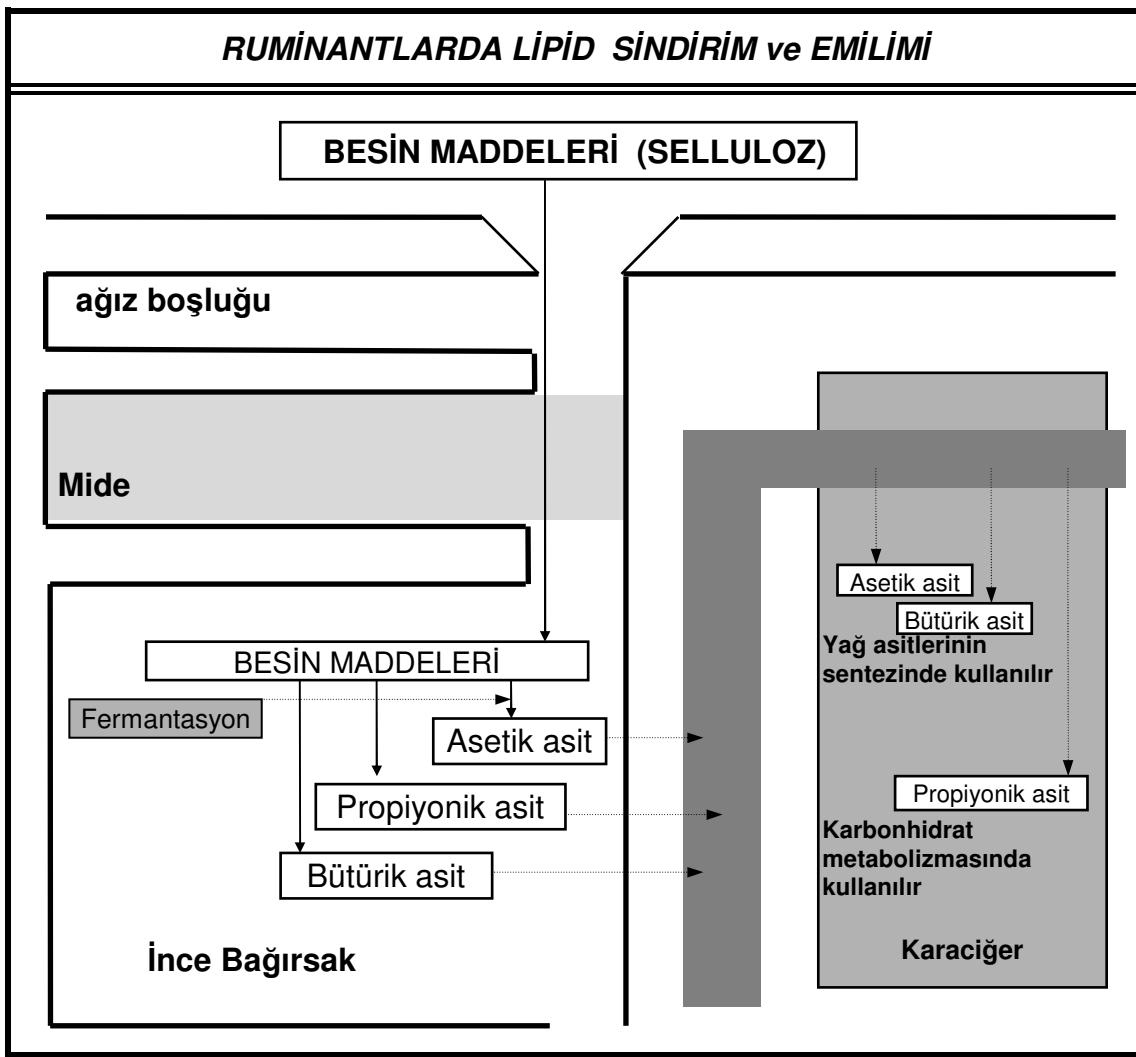 RUMİNANTLARDA LİPİD SİNDİRİM ve EMİLİMİ
BESİN MADDELERİ (SELLULOZ)
ağız boşluğu
Mide
BESİN MADDELERİ
Fermantasyon
Asetik asit
Propiyonik asit
Bütürik asit
İnce Bağırsak
Asetik asit
Bütürik asit
Yağ asitlerinin
sentezinde kullanılır
Propiyonik asit
Karbonhidrat
metabolizmasında
kullanılır
Karaciğer